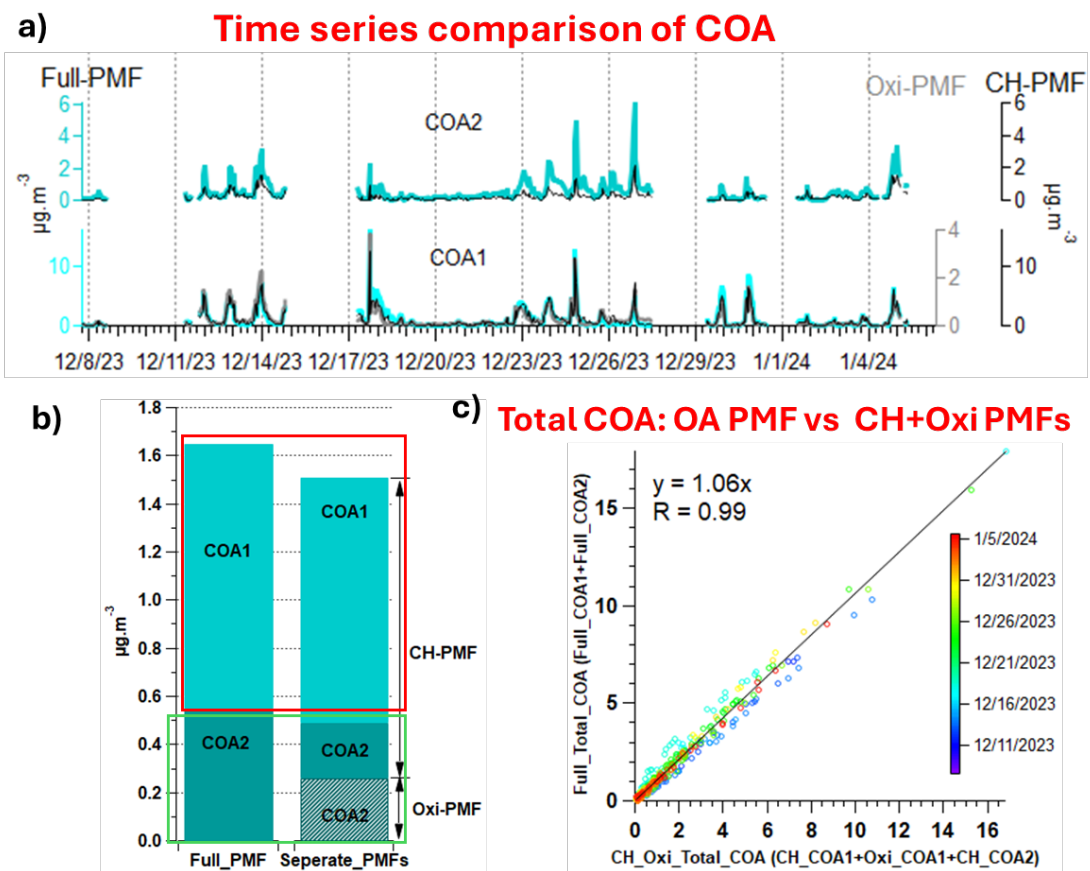 a)
Time series comparison of COA
Full-PMF
Oxi-PMF
CH-PMF
COA2
6
4
2
0
6
4
2
0
µg.m-3
µg.m-3
COA1
10
0
4
2
0
10
0
12/8/23 12/11/23 12/14/23 12/17/23 12/20/23 12/23/23 12/26/23 12/29/23 1/1/24 1/4/24
b)
1.8
1.6
1.4
1.2
1.0
0.8
0.6
0.4
0.2
0.0
µg.m-3
COA1
COA2
COA1
COA2
COA2
CH-PMF
Oxi-PMF
Full_PMF Seperate_PMFs
c)
Total COA: OA PMF vs CH+Oxi PMFs
y = 1.06x
R = 0.99
15
10
5
0
Full_Total_COA (Full_COA1+Full_COA2)
1/5/2024
12/31/2023
12/26/2023
12/21/2023
12/16/2023
12/11/2023
0 2 4 6 8 10 12 14 16
CH_Oxi_Total_COA (CH_COA1+Oxi_COA1+CH_COA2)